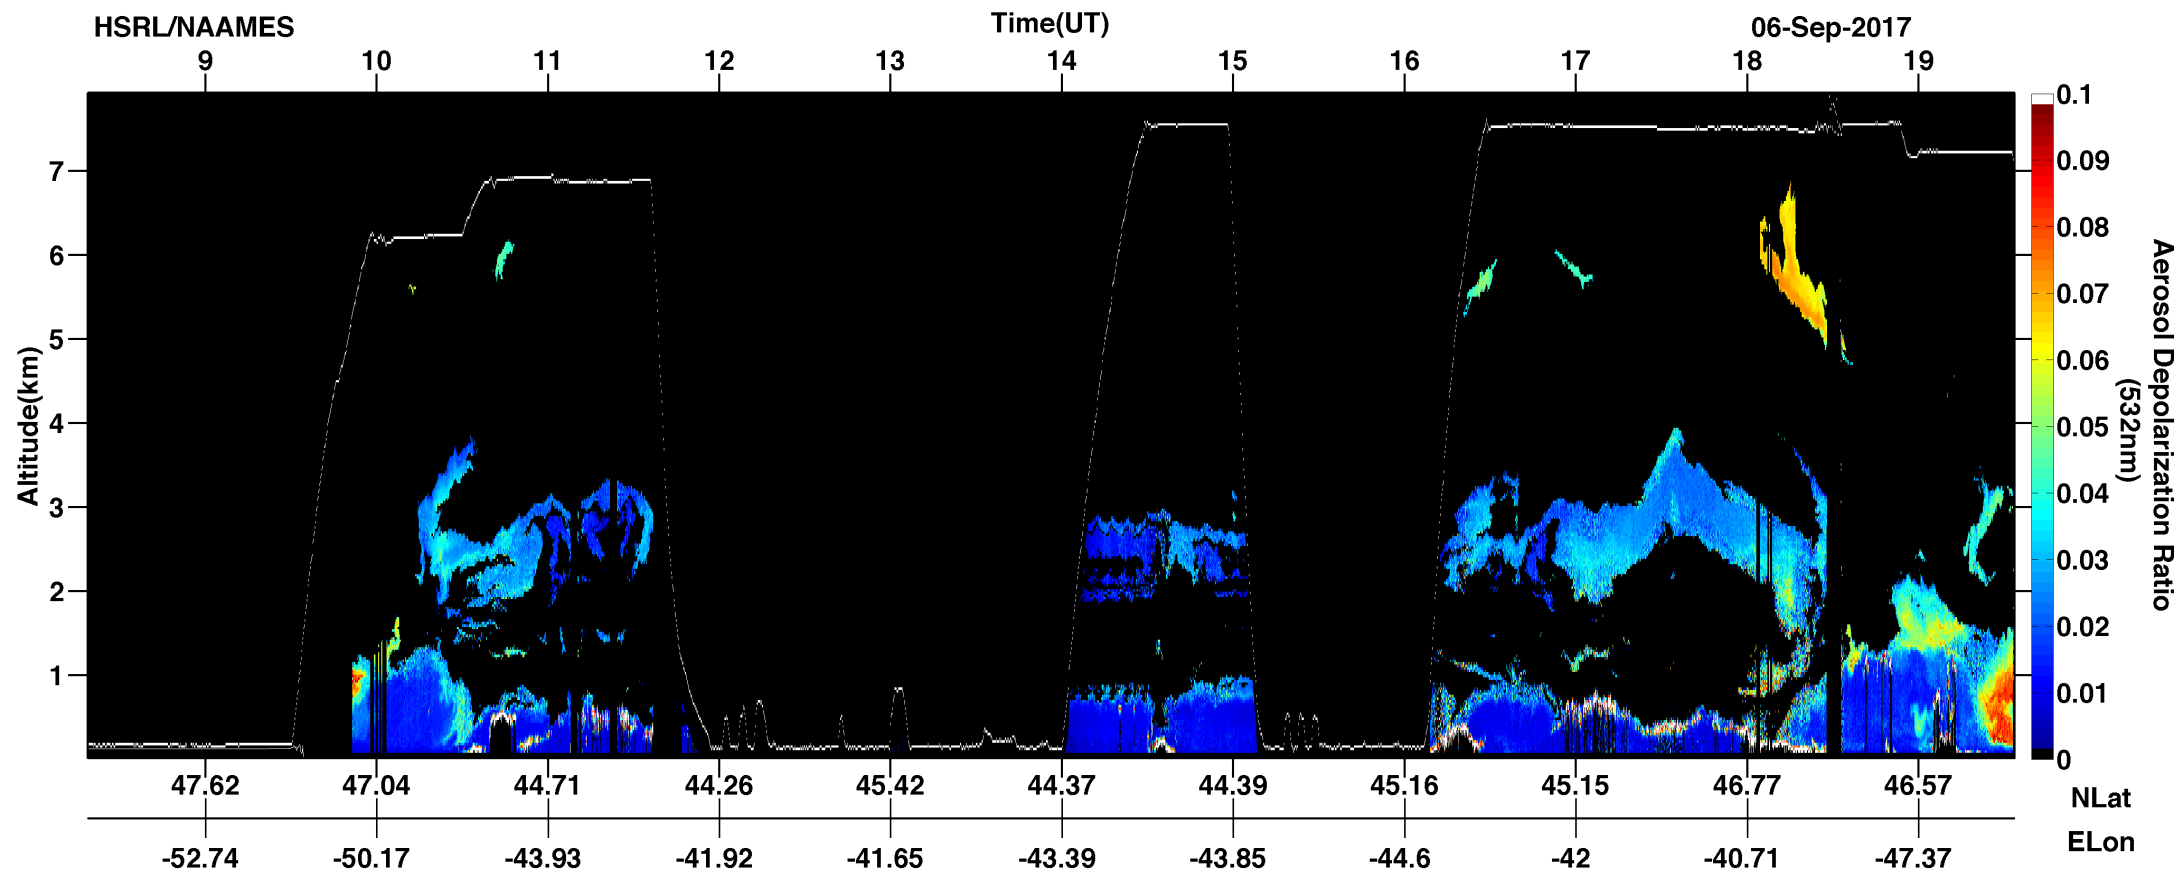 HSRL/NAAMES Time(UT) 06-Sep-2017
9 10 11 12 13 14 15 16 17 18 19
Altitude(km)
7
6
5
4
3
2
1
0.1
0.09
0.08
0.07
0.06
0.05
0.04
0.03
0.02
0.01
0
Aerosol Depolarization Ratio
(532nm)
47.62 47.04 44.71 44.26 45.42 44.37 44.39 45.16 45.15 46.77 46.57 NLat
-52.74 -50.17 -43.93 -41.92 -41.65 -43.39 -43.85 -44.6 -42 -40.71 -47.37 ELon